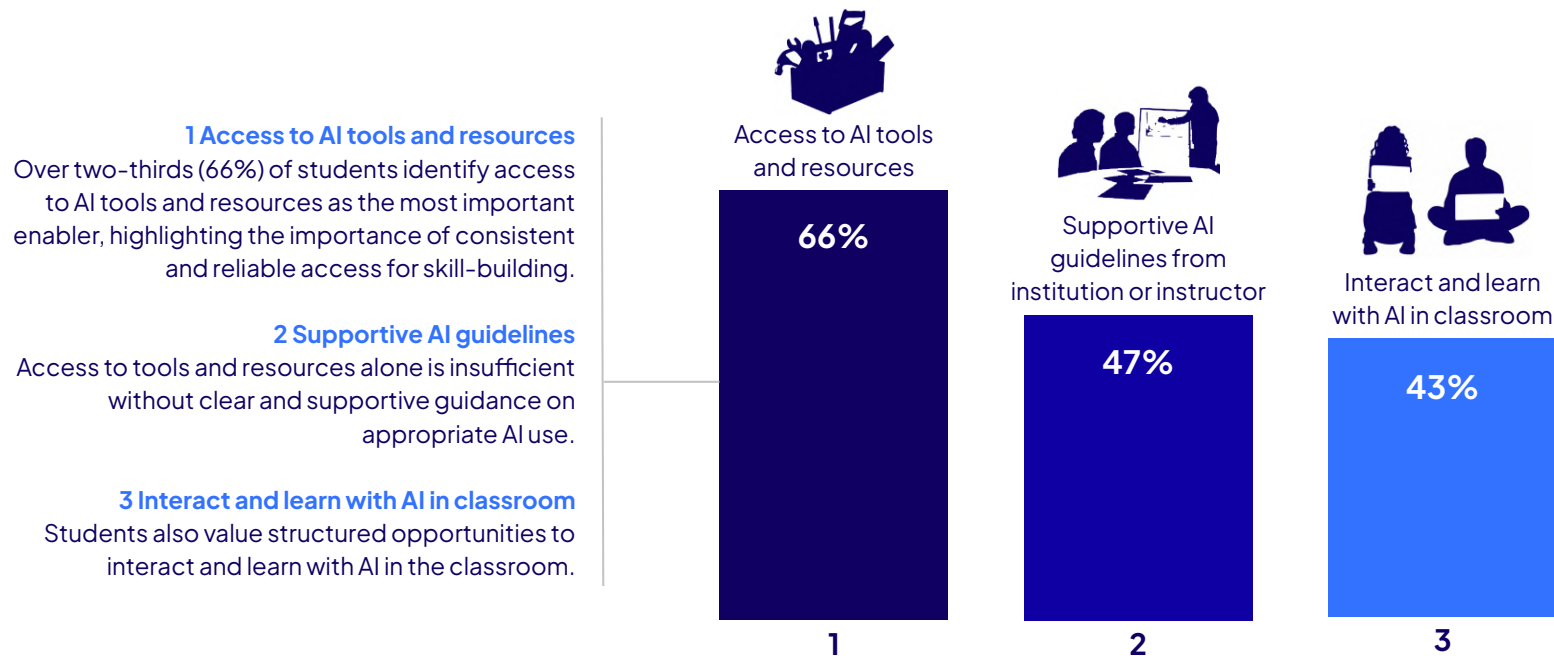 1 Access to AI tools and resources
Over two-thirds (66%) of students identify access
to AI tools and resources as the most important
enabler, highlighting the importance of consistent
and reliable access for skill-building.
2 Supportive AI guidelines
Access to tools and resources alone is insufficient
without clear and supportive guidance on
appropriate AI use.
3 Interact and learn with AI in classroom
Students also value structured opportunities to
interact and learn with AI in the classroom.
Access to AI tools
and resources
66%
1
Supportive AI
guidelines from
institution or instructor
47%
2
Interact and learn
with AI in classroom
43%
3